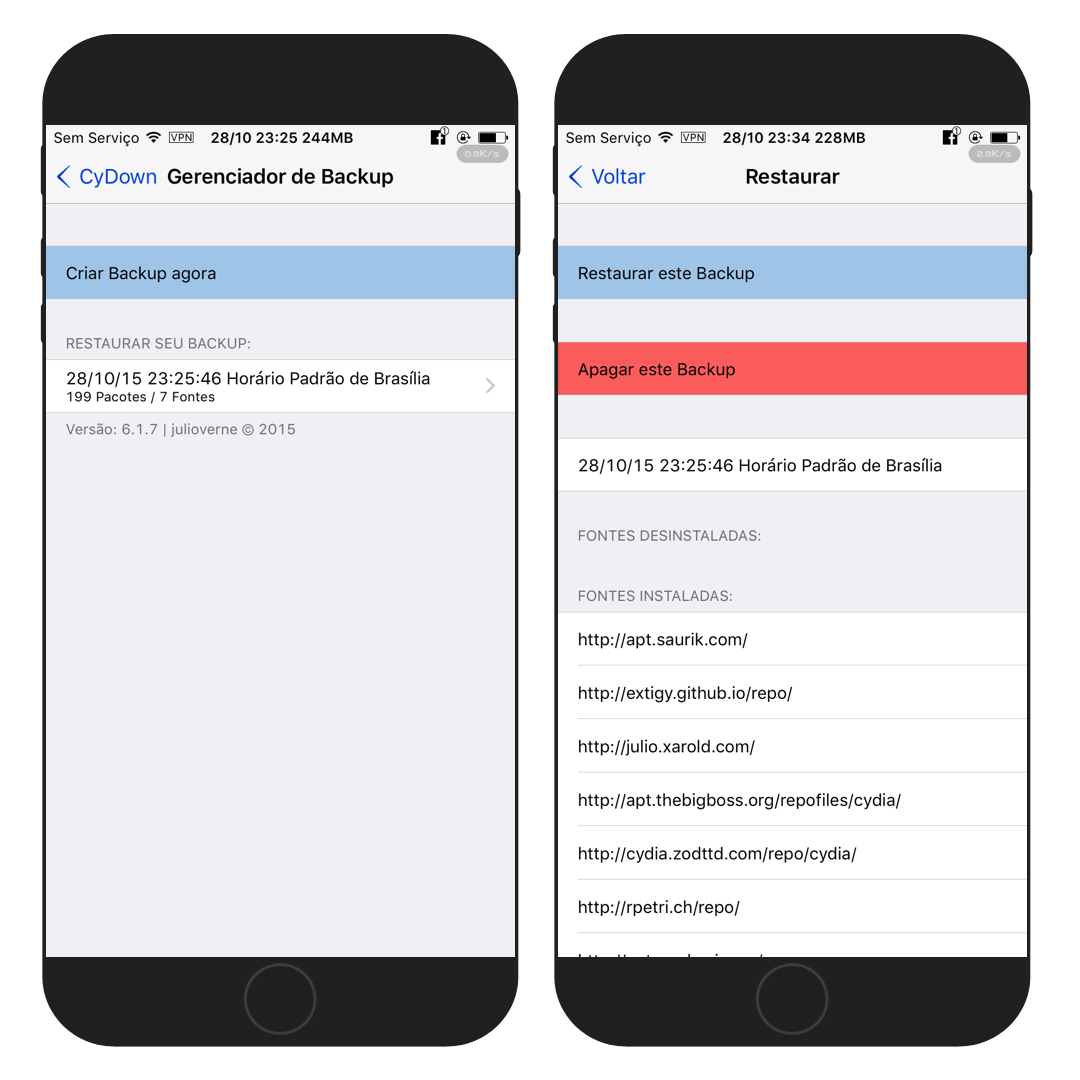 Sem Serviço VPN 28/10 23:25 244MB 1
0.9K/s
CyDown Gerenciador de Backup
Criar Backup agora
RESTAURAR SEU BACKUP:
28/10/15 23:25:46 Horário Padrão de Brasília
199 Pacotes / 7 Fontes
Versão: 6.1.7 | julioverne © 2015
Sem Serviço VPN 28/10 23:34 228MB 1
2.9K/s
Voltar Restaurar
Restaurar este Backup
Apagar este Backup
28/10/15 23:25:46 Horário Padrão de Brasília
FONTES DESINSTALADAS:
FONTES INSTALADAS:
http://apt.saurik.com/
http://extigy.github.io/repo/
http://julio.xarold.com/
http://apt.thebigboss.org/repofiles/cydia/
http://cydia.zodttd.com/repo/cydia/
http://rpetri.ch/repo/